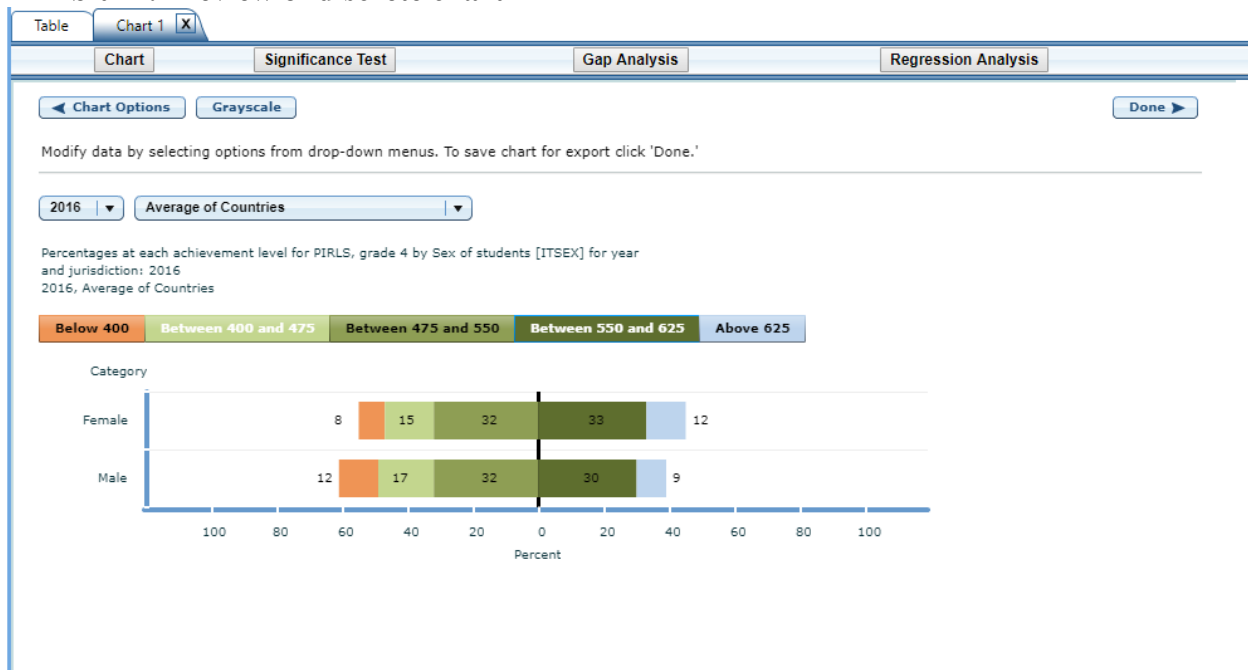 Table Chart 1 X
Chart Significance Test Gap Analysis Regression Analysis
Chart Options Grayscale Done
Modify data by selecting options from drop-down menus. To save chart for export click 'Done.'
2016 Average of Countries
Percentages at each achievement level for PIRLS, grade 4 by Sex of students [ITSEX] for year
and jurisdiction: 2016
2016, Average of Countries
Below 400 Between 400 and 475 Between 475 and 550 Between 550 and 625 Above 625
Category
Female 8 15 32 33 12
Male 12 17 32 30 9
100 80 60 40 20 0 20 40 60 80 100
Percent